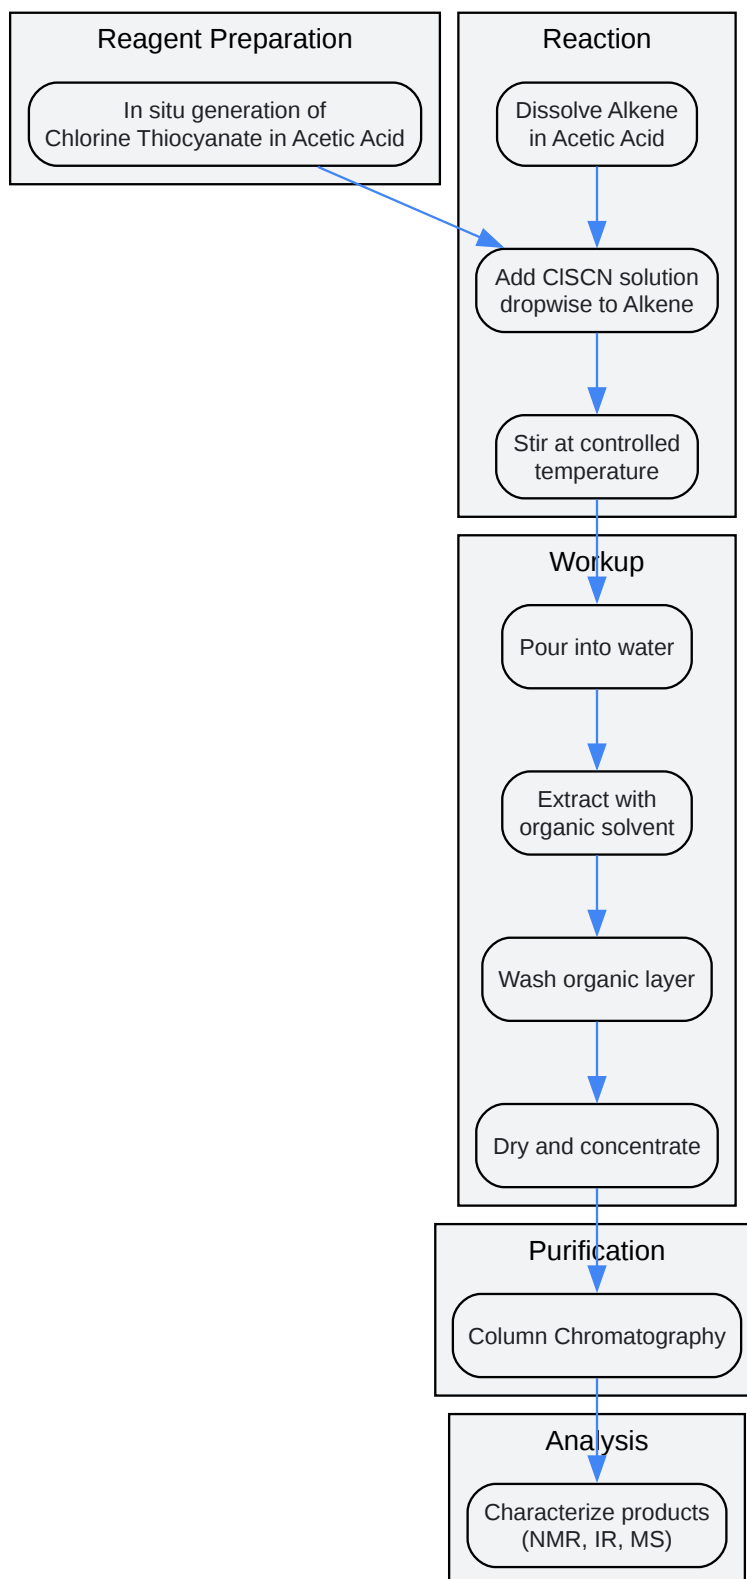 Reagent Preparation
In situ generation of
Chlorine Thiocyanate in Acetic Acid
Reaction
Dissolve Alkene
in Acetic Acid
Add ClSCN solution
dropwise to Alkene
Stir at controlled
temperature
Workup
Pour into water
Extract with
organic solvent
Wash organic layer
Dry and concentrate
Purification
Column Chromatography
Analysis
Characterize products
(NMR, IR, MS)